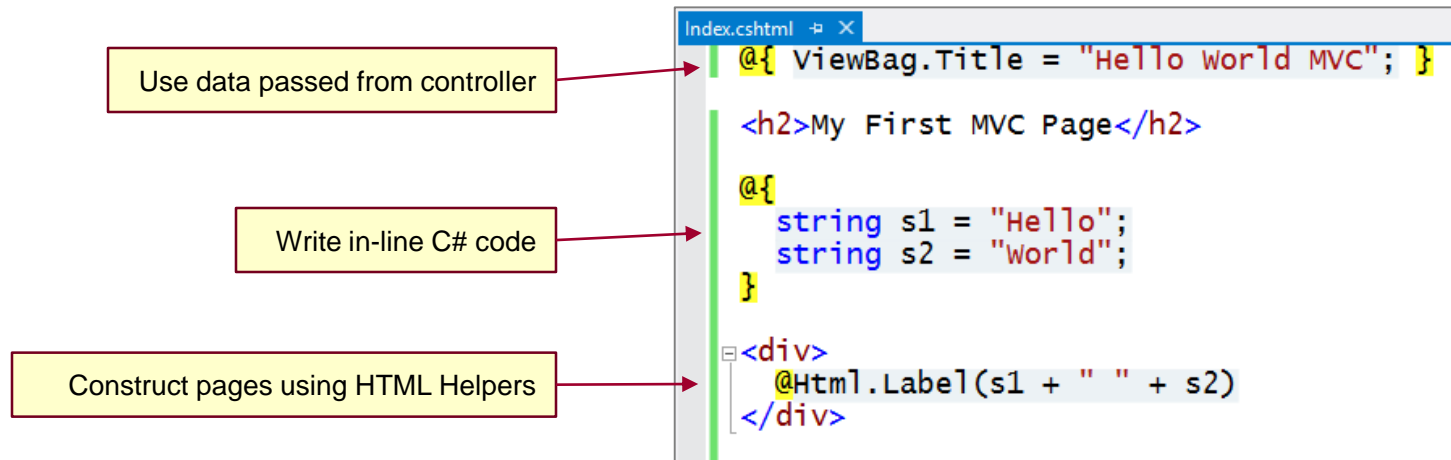 Index.cshtml
Use data passed from controller
@{ ViewBag.Title = "Hello World MVC"; }
<h2>My First MVC Page</h2>
Write in-line C# code
@{
string s1 = "Hello";
string s2 = "World";
}
Construct pages using HTML Helpers
<div>
@Html.Label(s1 + " " + s2)
</div>